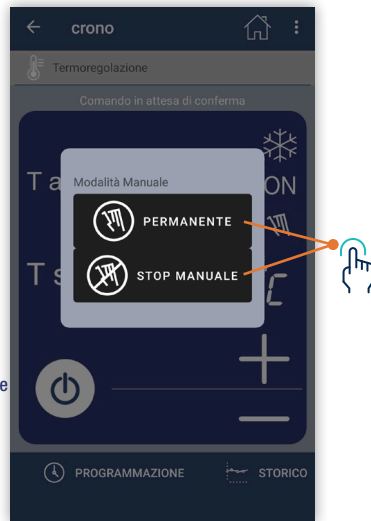 crono
Termoregolazione
Comando in attesa di conferma
T a
ON
Modalità Manuale
PERMANENTE
STOP MANUALE
T s
°C
e
PROGRAMMAZIONE
STORICO